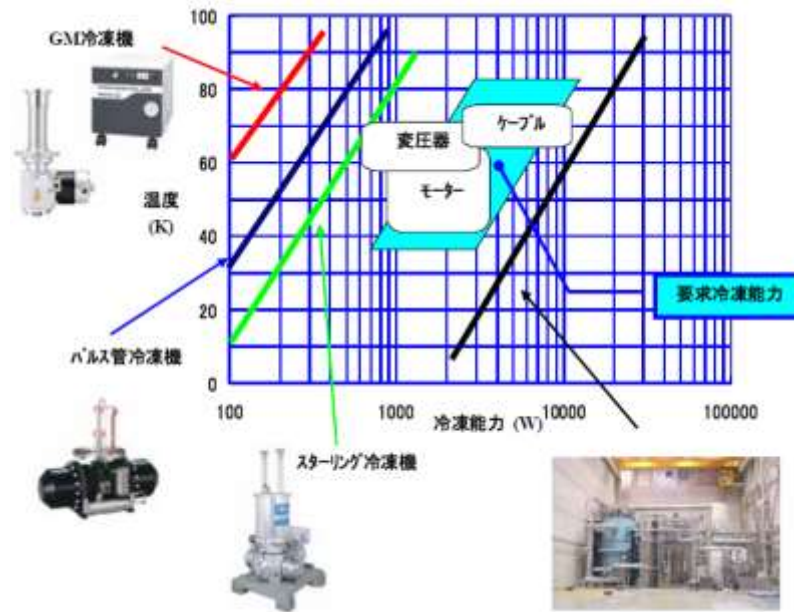 100
GM冷凍機
80
ケーブル
変圧器
60
温度
(K)
モーター
40
20
要求冷凍能力
0
パルス管冷凍機
100
1000
10000
100000
冷凍能力 (W)
スターリング冷凍機